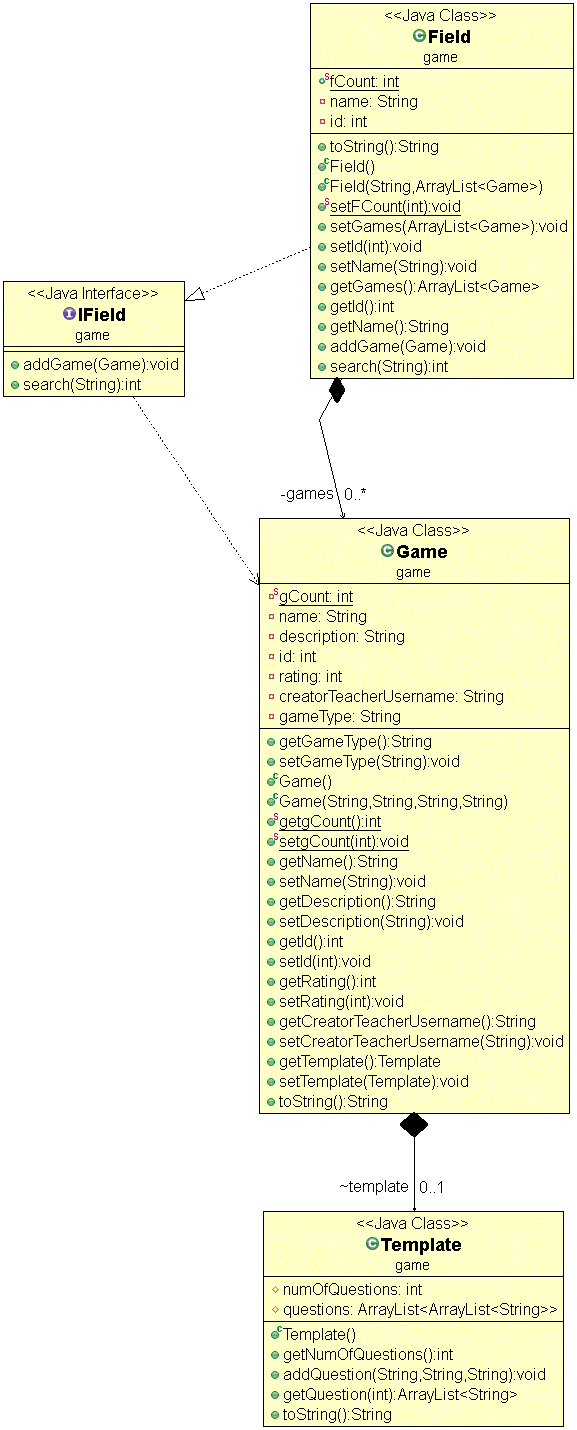 <<Java Class>>
Field
game
fCount: int
name: String
id: int
toString():String
Field()
Field(String,ArrayList<Game>)
setFCount(int):void
setGames(ArrayList<Game>):void
setId(int):void
setName(String):void
getGames():ArrayList<Game>
getId():int
getName():String
addGame(Game):void
search(String):int
<<Java Interface>>
IField
game
addGame(Game):void
search(String):int
-games 0..*
<<Java Class>>
Game
game
gCount: int
name: String
description: String
id: int
rating: int
creatorTeacherUsername: String
gameType: String
getGameType():String
setGameType(String):void
Game()
Game(String,String,String,String)
getgCount():int
setgCount(int):void
getName():String
setName(String):void
getDescription():String
setDescription(String):void
getId():int
setId(int):void
getRating():int
setRating(int):void
getCreatorTeacherUsername():String
setCreatorTeacherUsername(String):void
getTemplate():Template
setTemplate(Template):void
toString():String
~template 0..1
<<Java Class>>
Template
game
numOfQuestions: int
questions: ArrayList<ArrayList<String>>
Template()
getNumOfQuestions():int
addQuestion(String,String,String):void
getQuestion(int):ArrayList<String>
toString():String